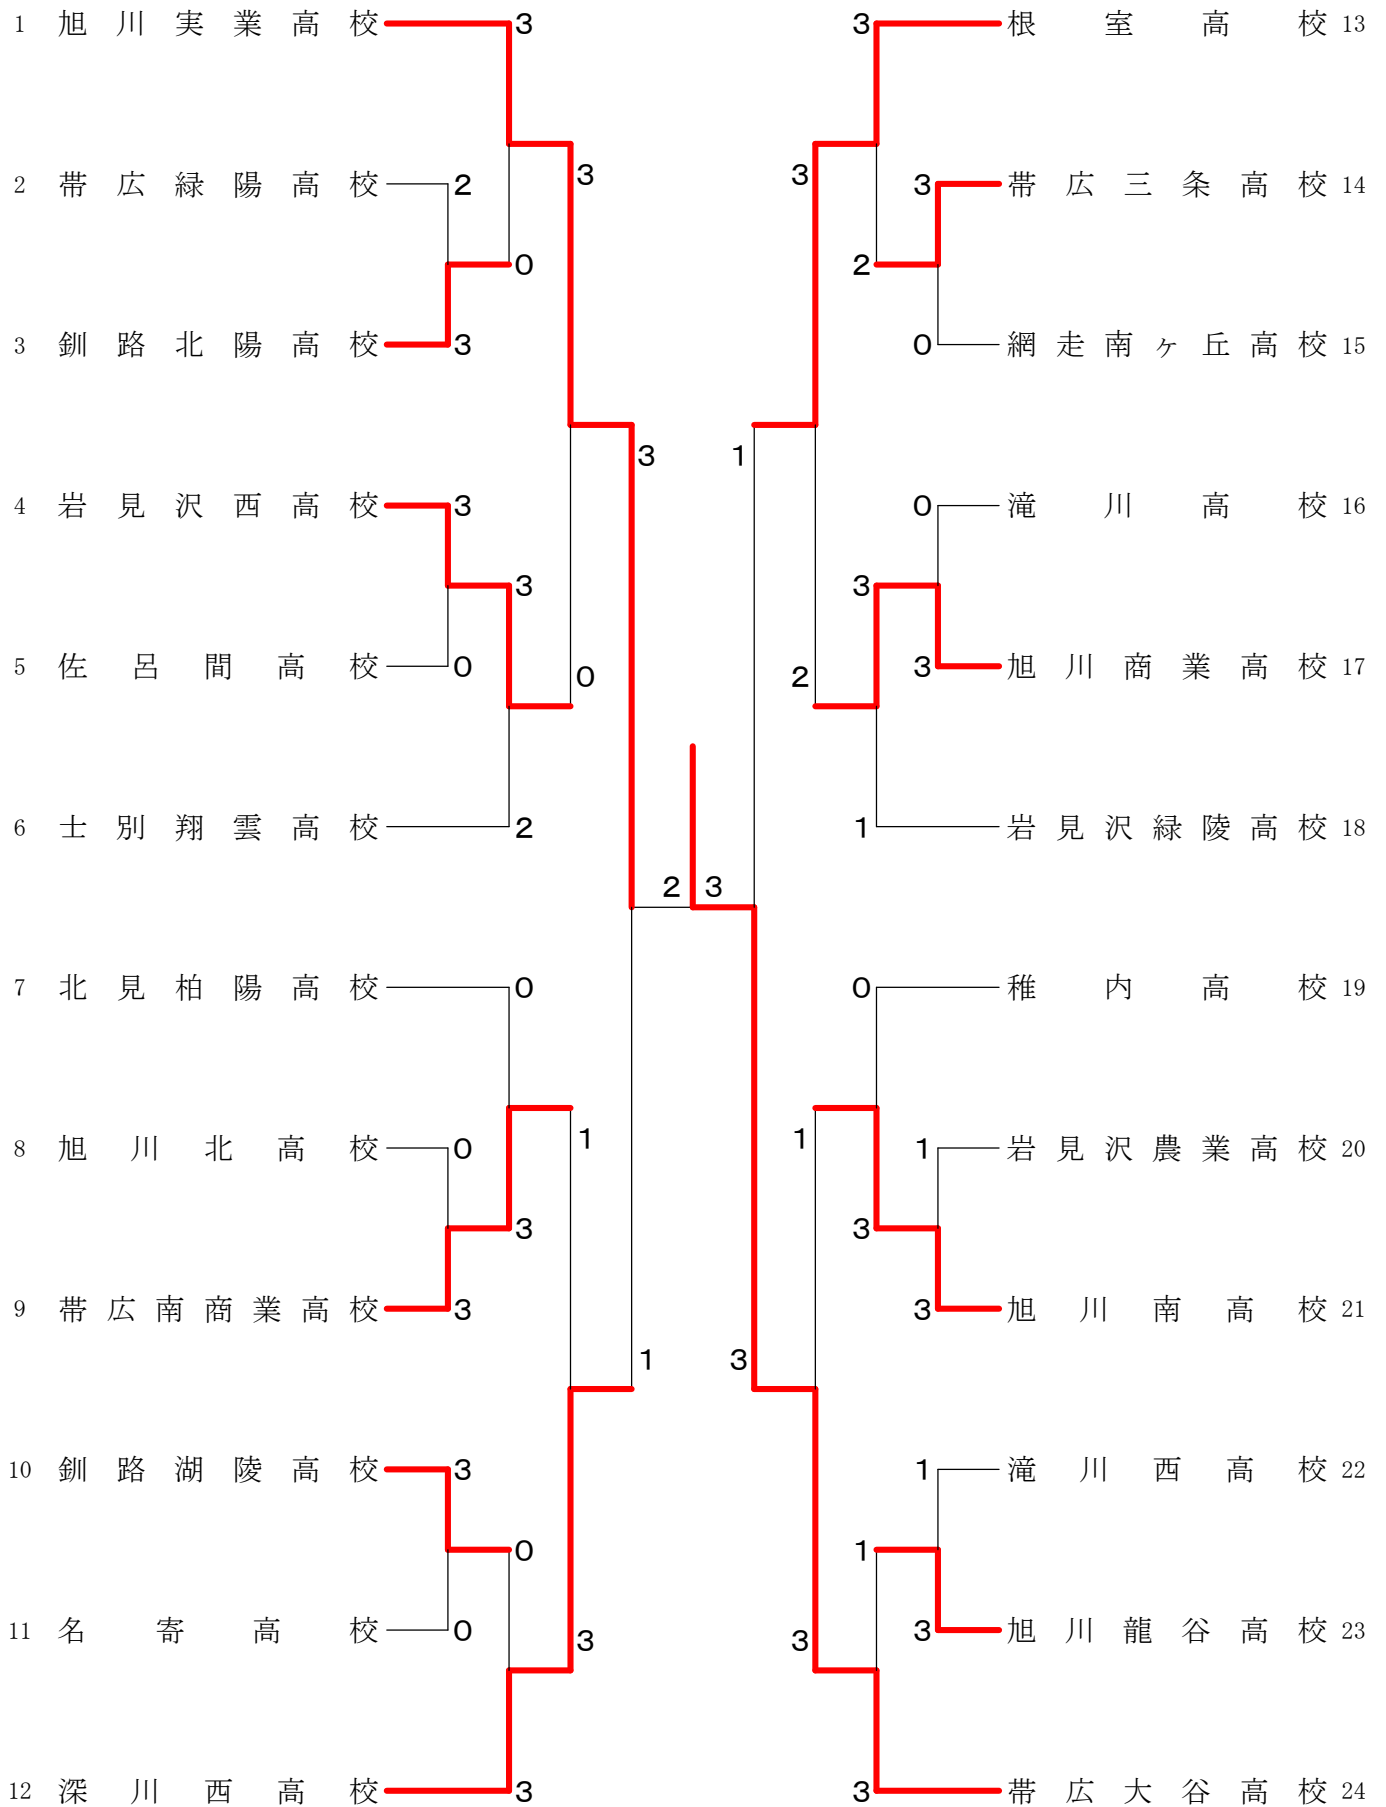 1 旭川実業高校 3 3 根室高校 13
3 3
2 帯広緑陽高校 2 3 帯広三条高校 14
0 2
3 釧路北陽高校 3 0 網走南ヶ丘高校 15
3 1
4 岩見沢西高校 3 0 滝川高校 16
3 3
5 佐呂間高校 0 3 旭川商業高校 17
0 2
6 士別翔雲高校 2 1 岩見沢緑陵高校 18
2 3
7 北見柏陽高校 0 0 稚内高校 19
1 1
8 旭川北高校 0 1 岩見沢農業高校 20
3 3
9 帯広南商業高校 3 3 旭川南高校 21
1 3
10 釧路湖陵高校 3 1 滝川西高校 22
0 1
11 名寄高校 0 3 旭川龍谷高校 23
3 3
12 深川西高校 3 3 帯広大谷高校 24